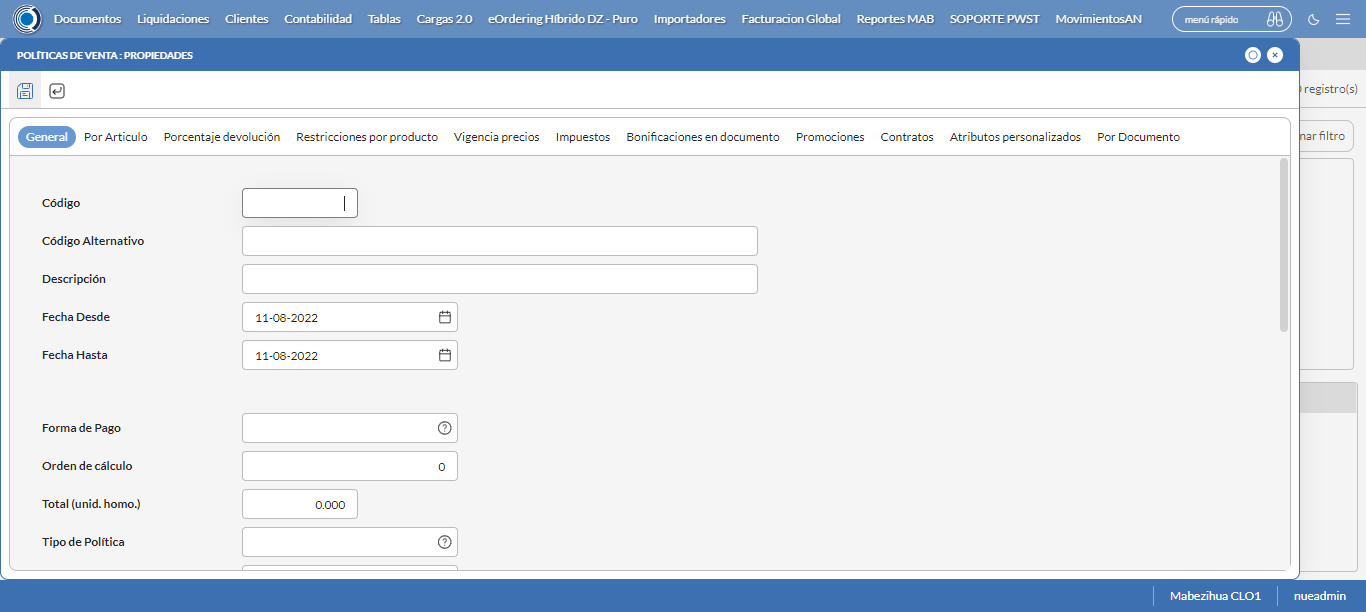 Documentos Liquidaciones Clientes Contabilidad Tablas Cargas 2.0 eOrdering Híbrido DZ - Puro Importadores Facturacion Global Reportes MAB SOPORTE PWST MovimientosAN menú rápido
POLÍTICAS DE VENTA : PROPIEDADES
registro(s)
General Por Articulo Porcentaje devolución Restricciones por producto Vigencia precios Impuestos Bonificaciones en documento Promociones Contratos Atributos personalizados Por Documento
nar filtro
Código
Código Alternativo
Descripción
Fecha Desde 11-08-2022
Fecha Hasta 11-08-2022
Forma de Pago
Orden de cálculo 0
Total (unid. homo.) 0.000
Tipo de Política
Mabezihua CLO1 nueadmin